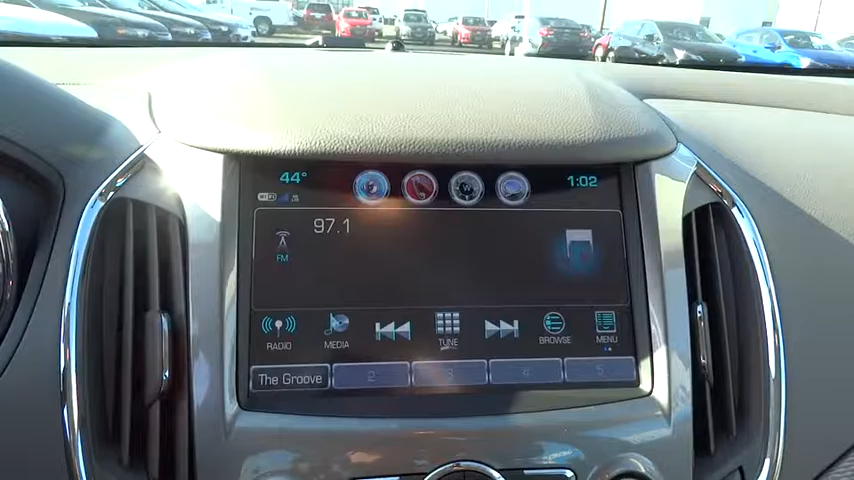 44°
1:02
97.1
FM
RADIO
MEDIA
TUNE
BROWSE
MENU
The Groove
2
3
4
5